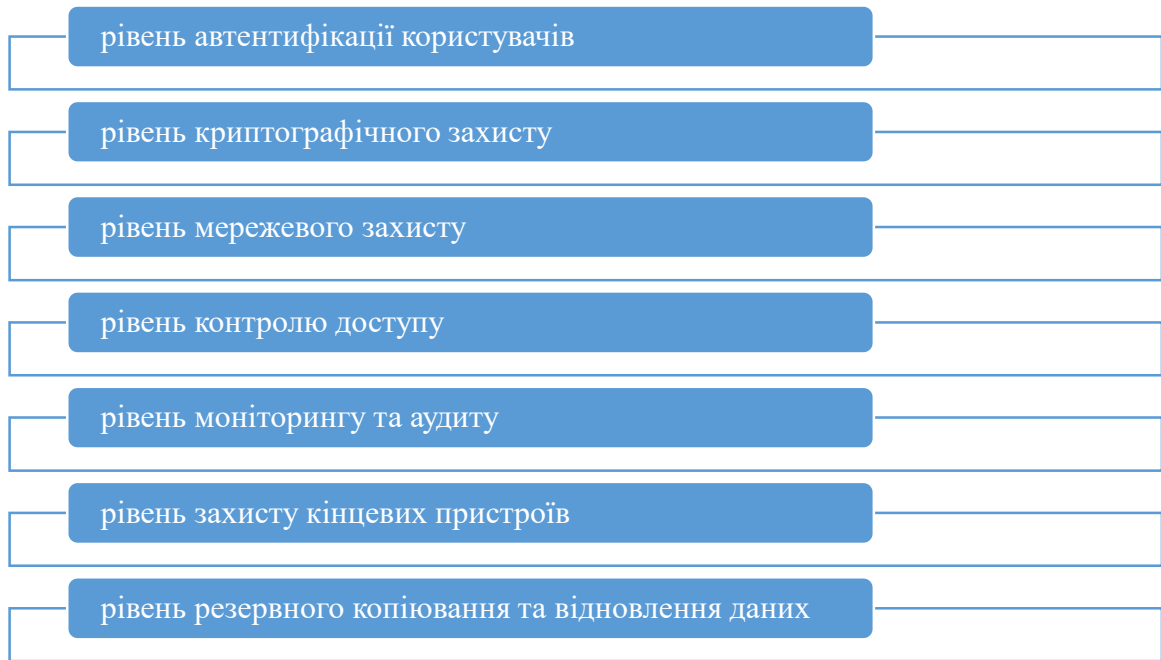 рівень автентифікації користувачів
рівень криптографічного захисту
рівень мережевого захисту
рівень контролю доступу
рівень моніторингу та аудиту
рівень захисту кінцевих пристроїв
рівень резервного копіювання та відновлення даних